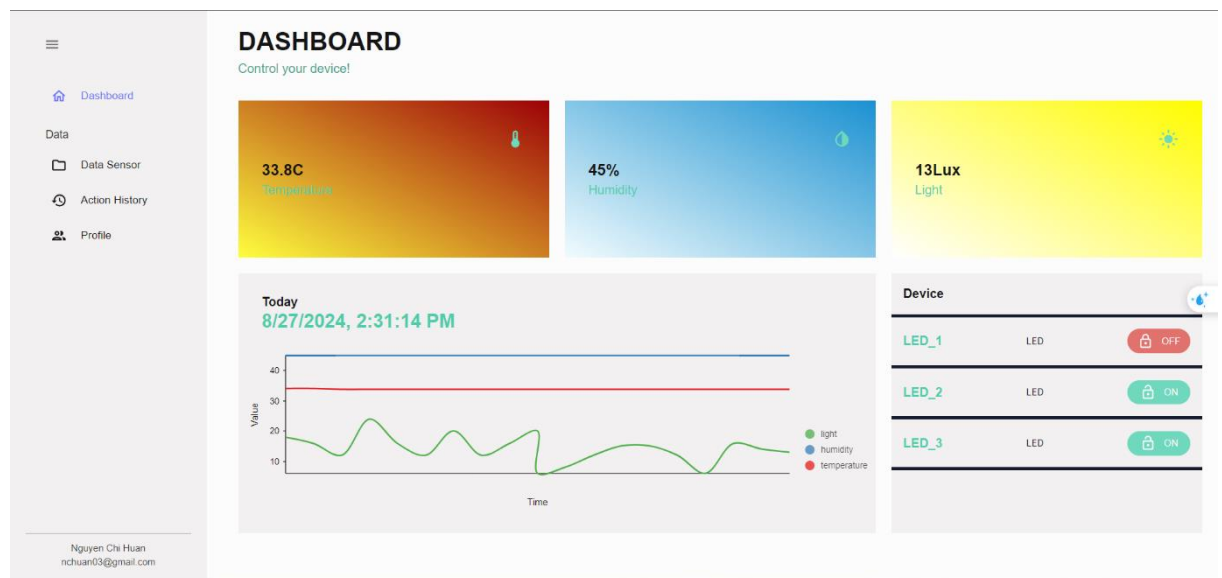 DASHBOARD
Control your device!
Dashboard
Data
Data Sensor
Action History
Profile
Nguyen Chi Huan
nchuan03@gmail.com
33.8C
Temperature
45%
Humidity
13Lux
Light
Today
8/27/2024, 2:31:14 PM
40
30
20
10
Value
Time
light
humidity
temperature
Device
LED_1 LED OFF
LED_2 LED ON
LED_3 LED ON